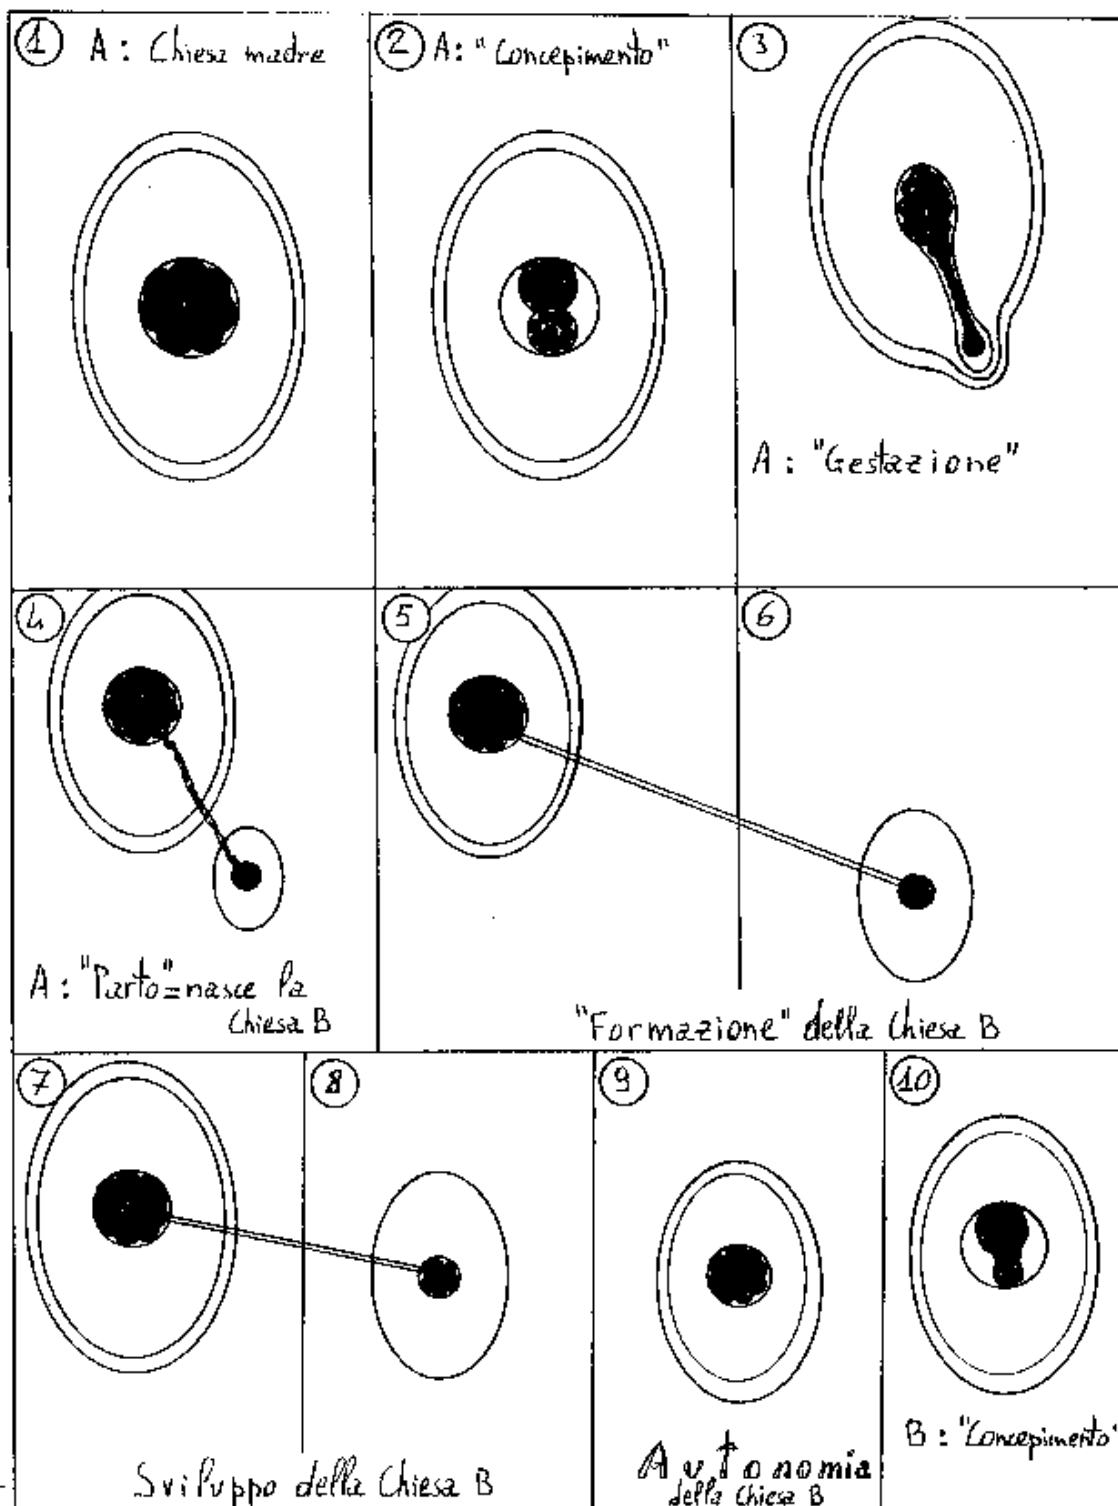 1 A: Chiesa madre
2 A: "Concepimento"
3
A: "Gestazione"
4
5
6
A: "Parto"=nasce la
Chiesa B
"Formazione" della Chiesa B
7
8
9
10
Sviluppo della Chiesa B
Autonomia
della Chiesa B
B: "Concepimento"